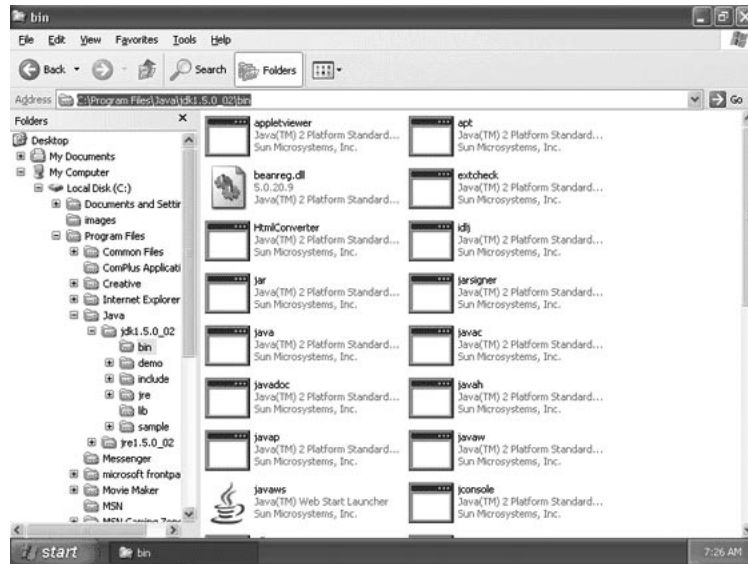 bin
File Edit View Favorites Tools Help
Back Search Folders
Address C:\Program Files\Java\jdk1.5.0_02\bin Go
Folders
Desktop
My Documents
My Computer
Local Disk (C:)
Documents and Settin
images
Program Files
Common Files
ComPlus Applicati
Creative
Internet Explorer
Java
jdk1.5.0_02
bin
demo
include
jre
lib
sample
jre1.5.0_02
Messenger
microsoft frontpa
Movie Maker
MSN
MSN Gaming Zone
appletviewer
Java(TM) 2 Platform Standard...
Sun Microsystems, Inc.
apt
Java(TM) 2 Platform Standard...
Sun Microsystems, Inc.
beanreg.dll
5.0.20.9
Java(TM) 2 Platform Standard...
extcheck
Java(TM) 2 Platform Standard...
Sun Microsystems, Inc.
HtmlConverter
Java(TM) 2 Platform Standard...
Sun Microsystems, Inc.
idlj
Java(TM) 2 Platform Standard...
Sun Microsystems, Inc.
jar
Java(TM) 2 Platform Standard...
Sun Microsystems, Inc.
jarsigner
Java(TM) 2 Platform Standard...
Sun Microsystems, Inc.
java
Java(TM) 2 Platform Standard...
Sun Microsystems, Inc.
javac
Java(TM) 2 Platform Standard...
Sun Microsystems, Inc.
javadoc
Java(TM) 2 Platform Standard...
Sun Microsystems, Inc.
javah
Java(TM) 2 Platform Standard...
Sun Microsystems, Inc.
javap
Java(TM) 2 Platform Standard...
Sun Microsystems, Inc.
javaw
Java(TM) 2 Platform Standard...
Sun Microsystems, Inc.
javaws
Java(TM) Web Start Launcher
Sun Microsystems, Inc.
jconsole
Java(TM) 2 Platform Standard...
Sun Microsystems, Inc.
start bin 7:26 AM